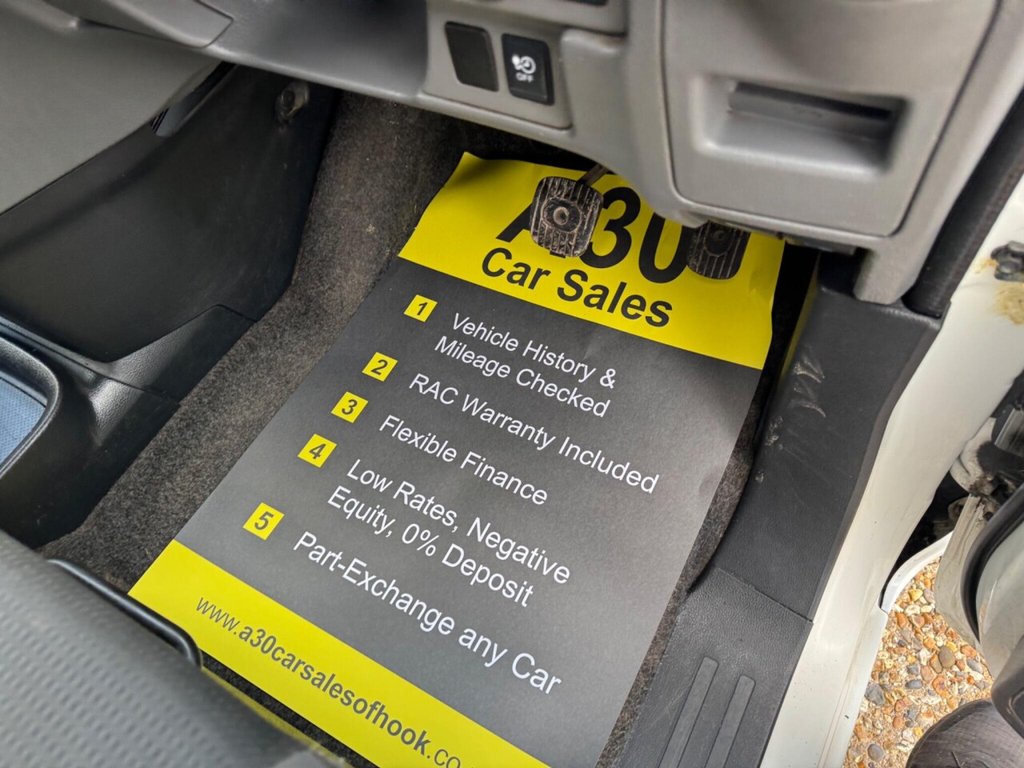 OFF
A30
Car Sales
1 Vehicle History &
Mileage Checked
2 RAC Warranty Included
3 Flexible Finance
4 Low Rates, Negative
Equity, 0% Deposit
5 Part-Exchange any Car
www.a30carsalesofhook.co